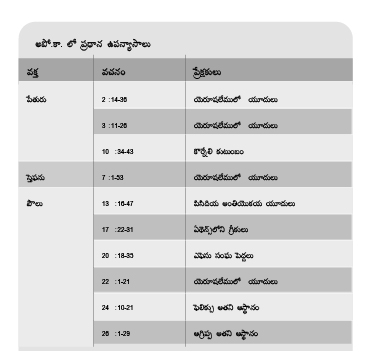 అపో.కా. లో ప్రధాన ఉపన్యాసాలు
వక్త వచనం ప్రేక్షకులు
పేతురు 2 :14-36 యెరూషలేములో యూదులు
3 :11-26 యెరూషలేములో యూదులు
10 :34-43 కొర్నేలి కుటుంబం
స్తెఫను 7 :1-53 యెరూషలేములో యూదులు
పౌలు 13 :16-47 పిసిదియ అంతియొకయ యూదులు
17 :22-31 ఏథెన్స్‌లోని గ్రీకులు
20 :18-35 ఎఫెసు సంఘ పెద్దలు
22 :1-21 యెరూషలేములో యూదులు
24 :10-21 ఫెలిక్సు అతని ఆస్థానం
26 :1-29 అగ్రిప్ప అతని ఆస్థానం